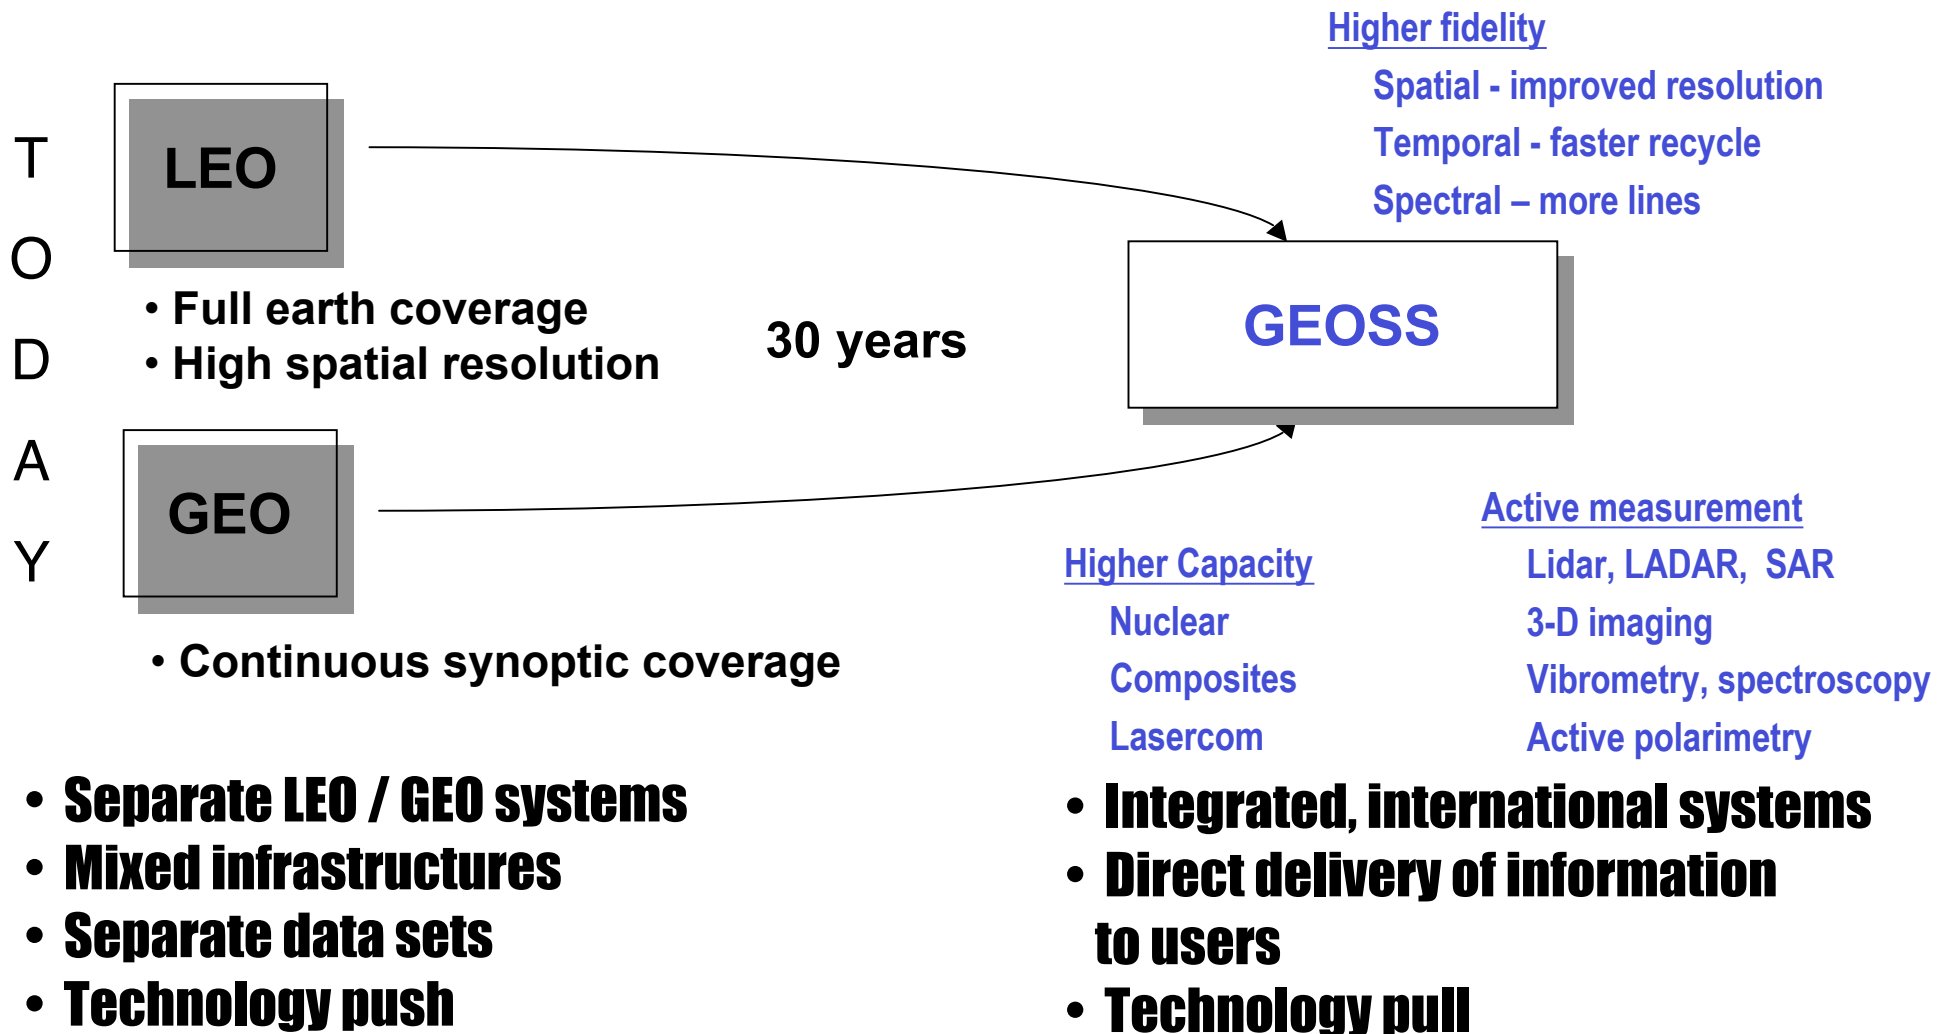 T
O
D
A
Y
LEO
• Full earth coverage
• High spatial resolution
GEO
• Continuous synoptic coverage
30 years
Higher fidelity
Spatial - improved resolution
Temporal - faster recycle
Spectral – more lines
GEOSS
Higher Capacity
Nuclear
Composites
Lasercom
Active measurement
Lidar, LADAR, SAR
3-D imaging
Vibrometry, spectroscopy
Active polarimetry
• Separate LEO / GEO systems
• Mixed infrastructures
• Separate data sets
• Technology push
• Integrated, international systems
• Direct delivery of information
to users
• Technology pull